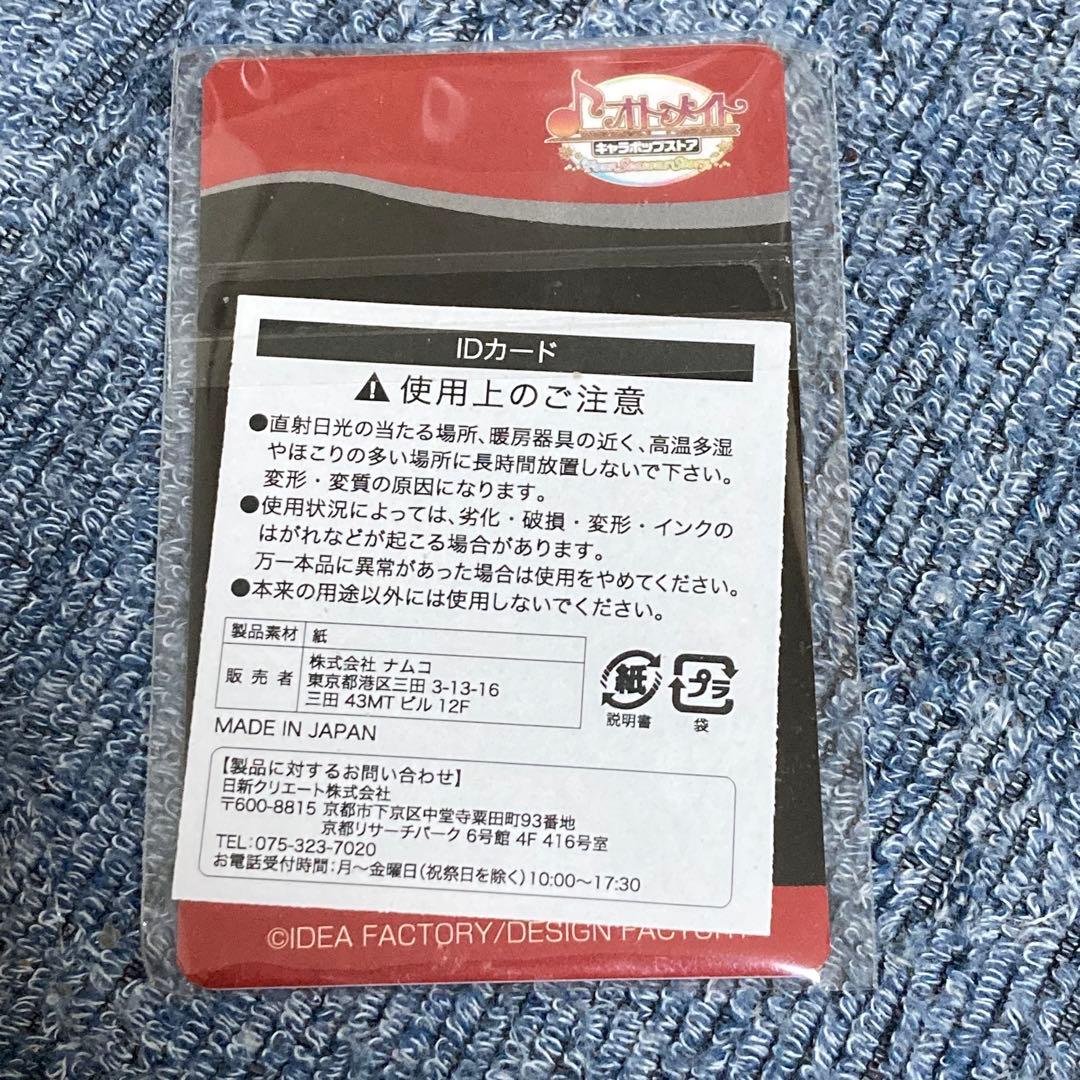 オトメイト
キャラポップストア
IDカード
使用上のご注意
●直射日光の当たる場所、暖房器具の近く、高温多湿
やほこりの多い場所に長時間放置しないで下さい。
変形・変質の原因になります。
●使用状況によっては、劣化・破損・変形・インクの
はがれなどが起こる場合があります。
万一本品に異常があった場合は使用をやめてください。
●本来の用途以外には使用しないでください。
製品素材 紙
販売者 株式会社 ナムコ
東京都港区三田 3-13-16
三田 43MT ビル 12F
紙 プラ
説明書 袋
MADE IN JAPAN
【製品に対するお問い合わせ】
日新クリエート株式会社
〒600-8815 京都市下京区中堂寺粟田町93番地
京都リサーチパーク 6号館 4F 416号室
TEL:075-323-7020
お電話受付時間:月〜金曜日(祝祭日を除く)10:00〜17:30
©IDEA FACTORY/DESIGN FACTORY